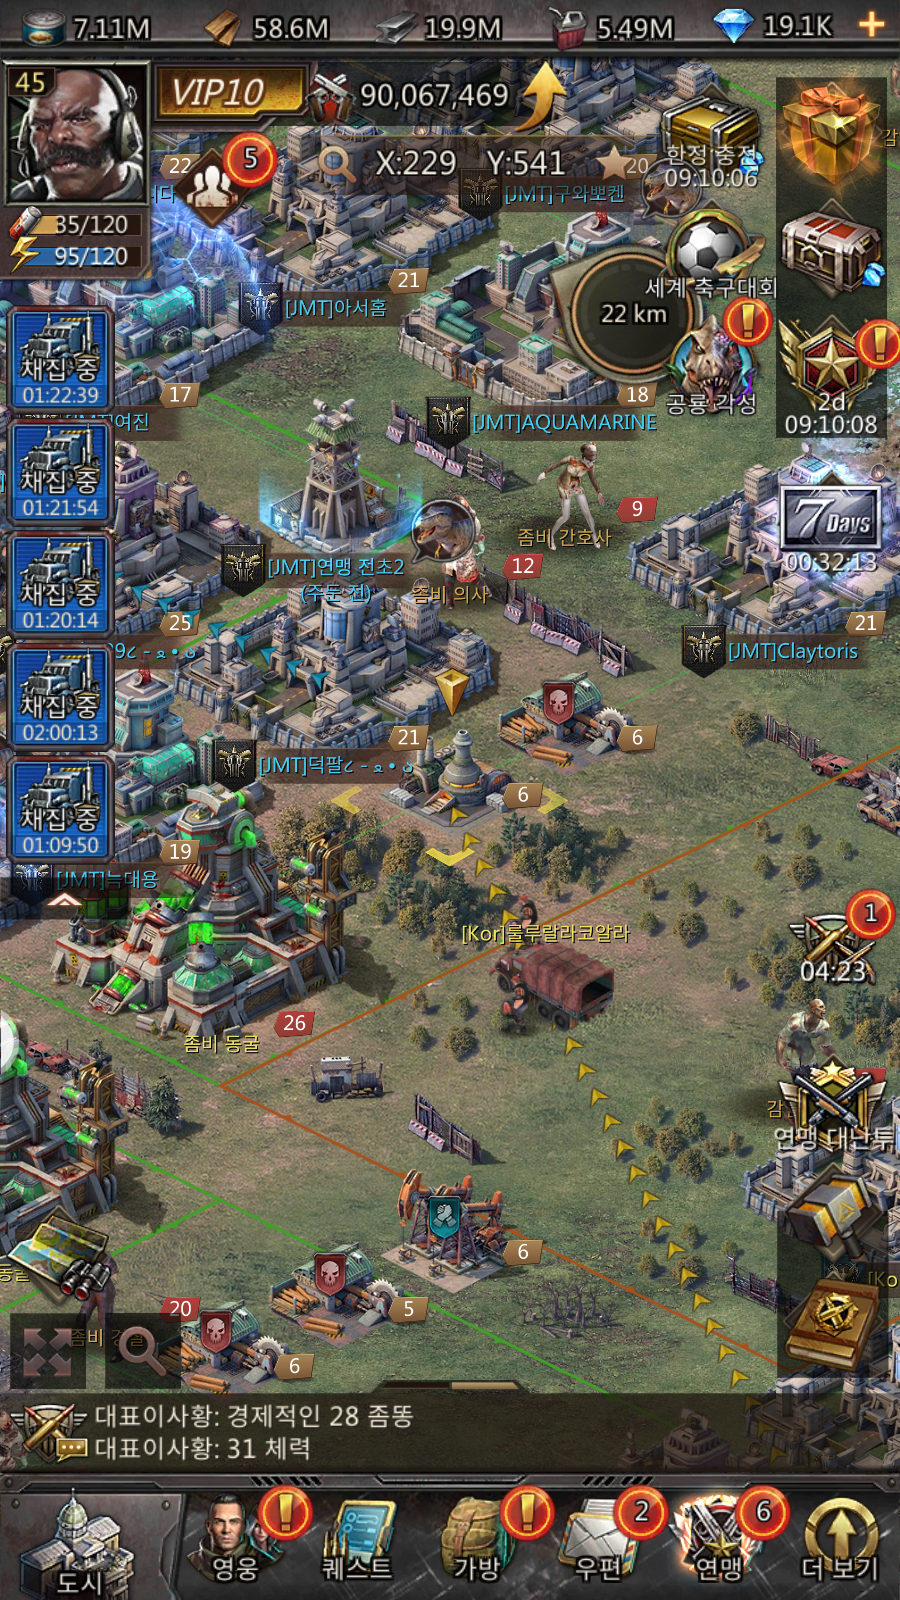 7.11M 58.6M 19.9M 5.49M 19.1K
45
VIP10 90,067,469
5
X:229 Y:541
22
20
한정 충전
09:10:06
[JMT]구와뽀켄
35/120
95/120
21
[JMT]아서홈
세계 축구대회
22 km
채집 중
01:22:39
17
18
공룡 각성
2d
09:10:08
[JMT]AQUAMARINE
채집 중
01:21:54
9
좀비 간호사
7 Days
00:32:13
12
[JMT]연맹 전초2
(주둔 전)
좀비 의사
채집 중
01:20:14
25
21
[JMT]Claytoris
채집 중
02:00:13
21
6
6
채집 중
01:09:50
19
[JMT]늑대용
[Kor]룰루랄라코알라
1
04:23
26
좀비 동굴
연맹 대난투
6
5
20
6
대표이사황: 경제적인 28 좀똥
대표이사황: 31 체력
2
6
도시 영웅 퀘스트 가방 우편 연맹 더 보기